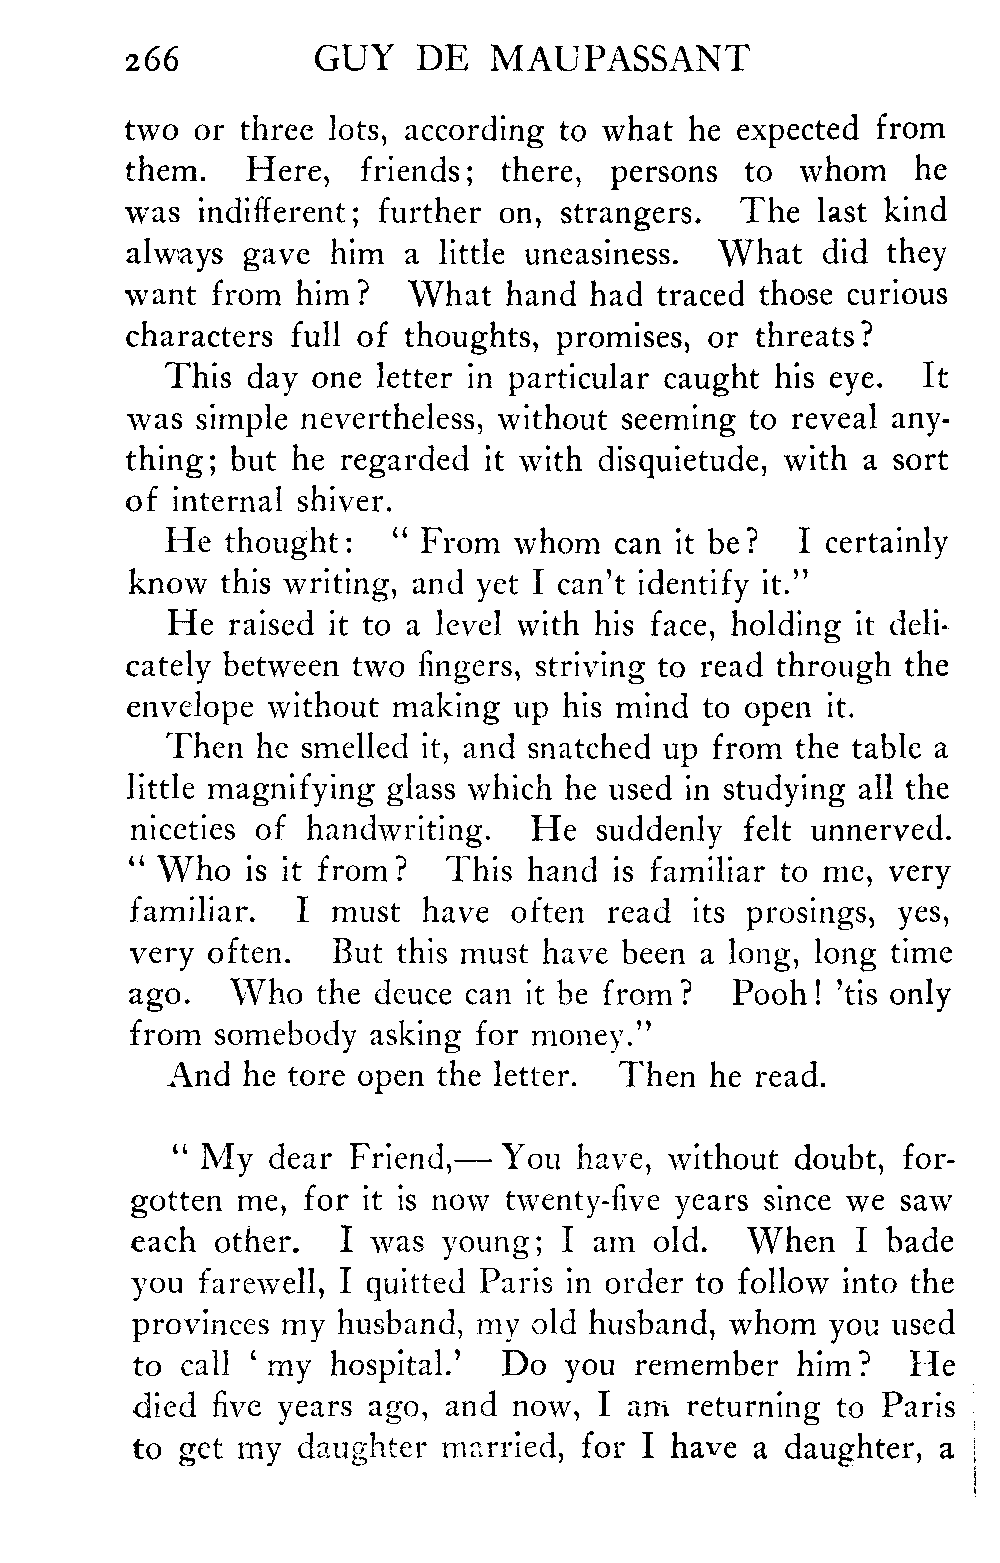 266 GUY DE MAUPASSANT
two or three lots, according to what he expected from
them. Here, friends; there, persons to whom he
was indifferent; further on, strangers. The last kind
always gave him a little uneasiness. What did they
want from him? What hand had traced those curious
characters full of thoughts, promises, or threats?
This day one letter in particular caught his eye. It
was simple nevertheless, without seeming to reveal any-
thing; but he regarded it with disquietude, with a sort
of internal shiver.
He thought: " From whom can it be? I certainly
know this writing, and yet I can't identify it."
He raised it to a level with his face, holding it deli-
cately between two fingers, striving to read through the
envelope without making up his mind to open it.
Then he smelled it, and snatched up from the table a
little magnifying glass which he used in studying all the
niceties of handwriting. He suddenly felt unnerved.
" Who is it from? This hand is familiar to me, very
familiar. I must have often read its prosings, yes,
very often. But this must have been a long, long time
ago. Who the deuce can it be from? Pooh! 'tis only
from somebody asking for money."
And he tore open the letter. Then he read.
" My dear Friend,— You have, without doubt, for-
gotten me, for it is now twenty-five years since we saw
each other. I was young; I am old. When I bade
you farewell, I quitted Paris in order to follow into the
provinces my husband, my old husband, whom you used
to call ' my hospital.' Do you remember him? He
died five years ago, and now, I am returning to Paris
to get my daughter married, for I have a daughter, a